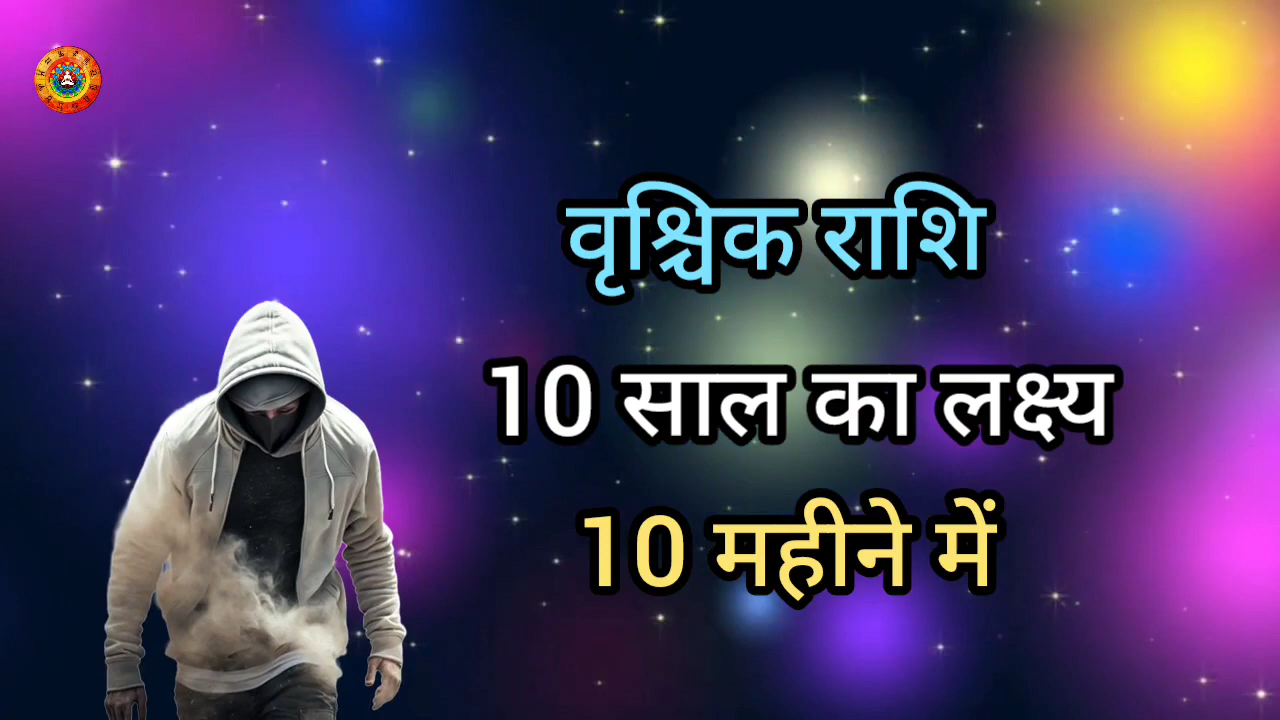 वृश्चिक राशि
10 साल का लक्ष्य
10 महीने में